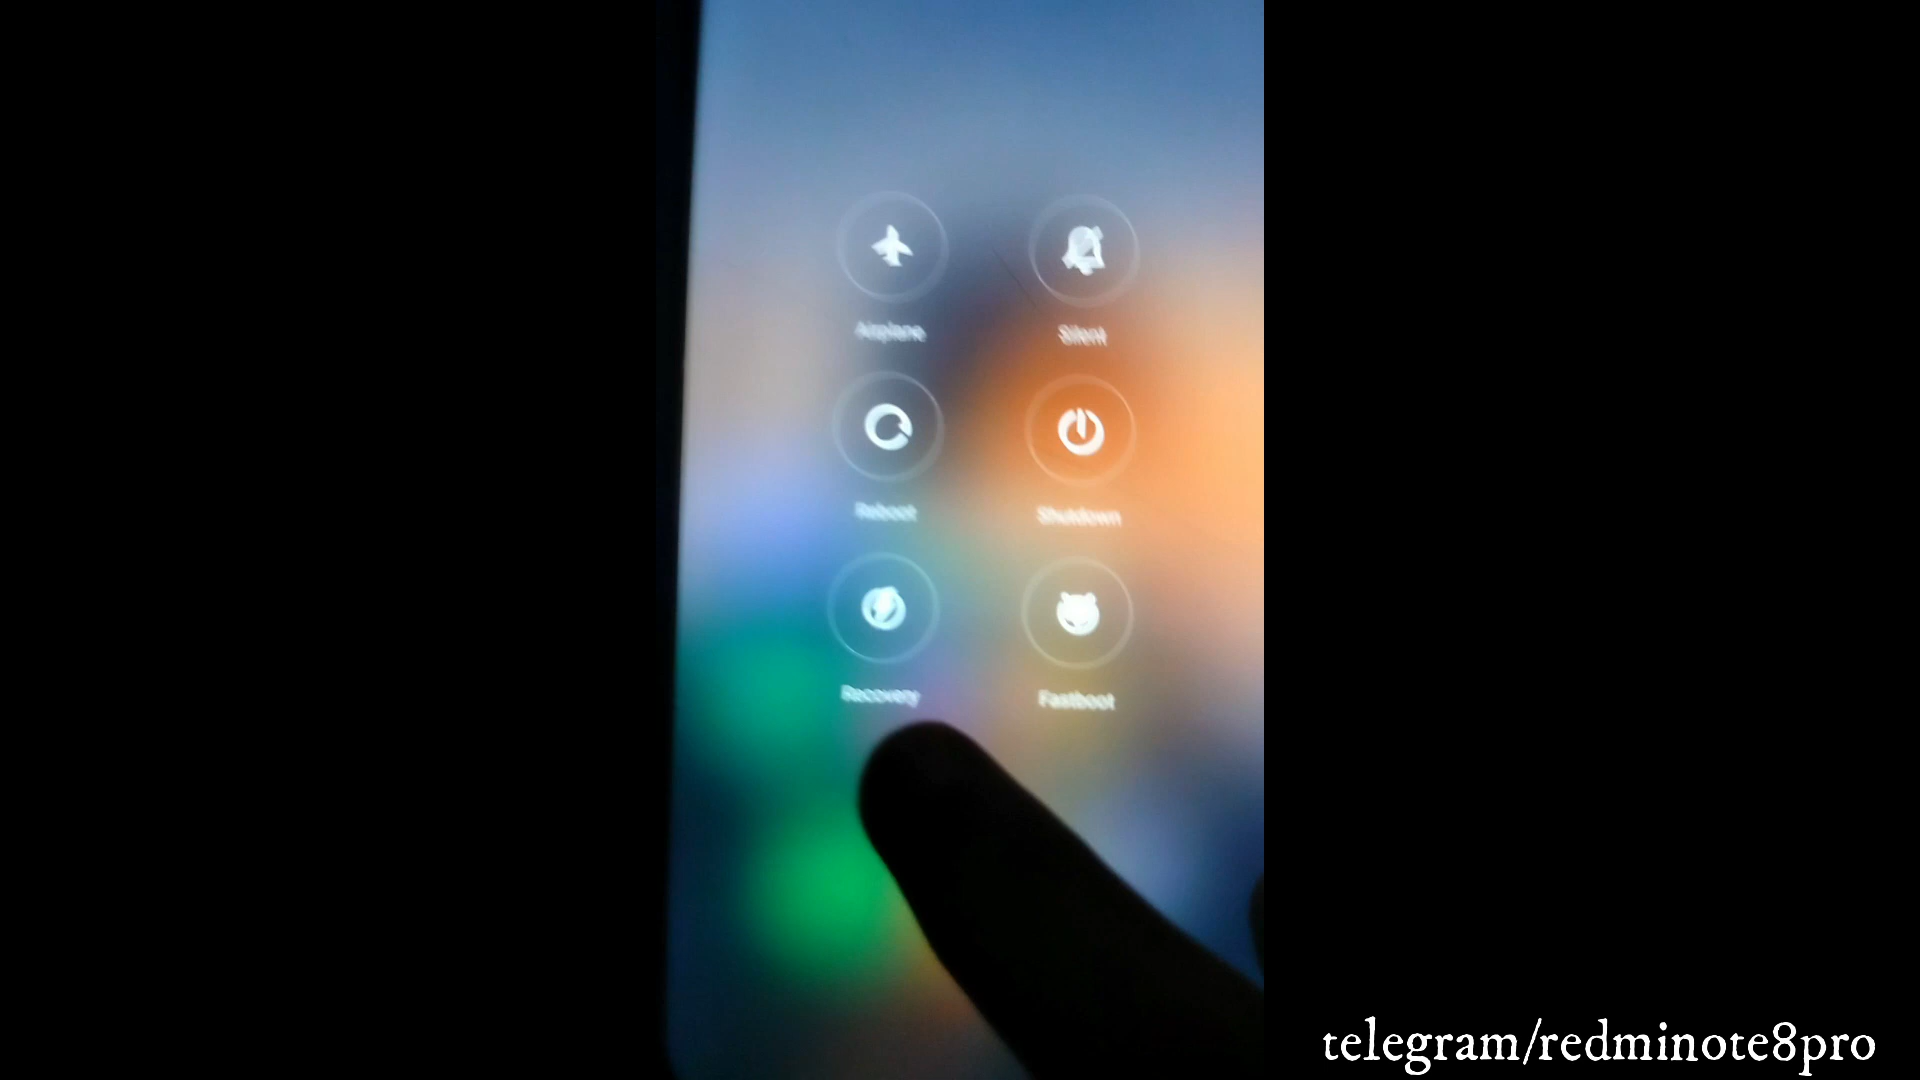 Airplane
Silent
Reboot
Shutdown
Recovery
Fastboot
telegram/redminote8pro